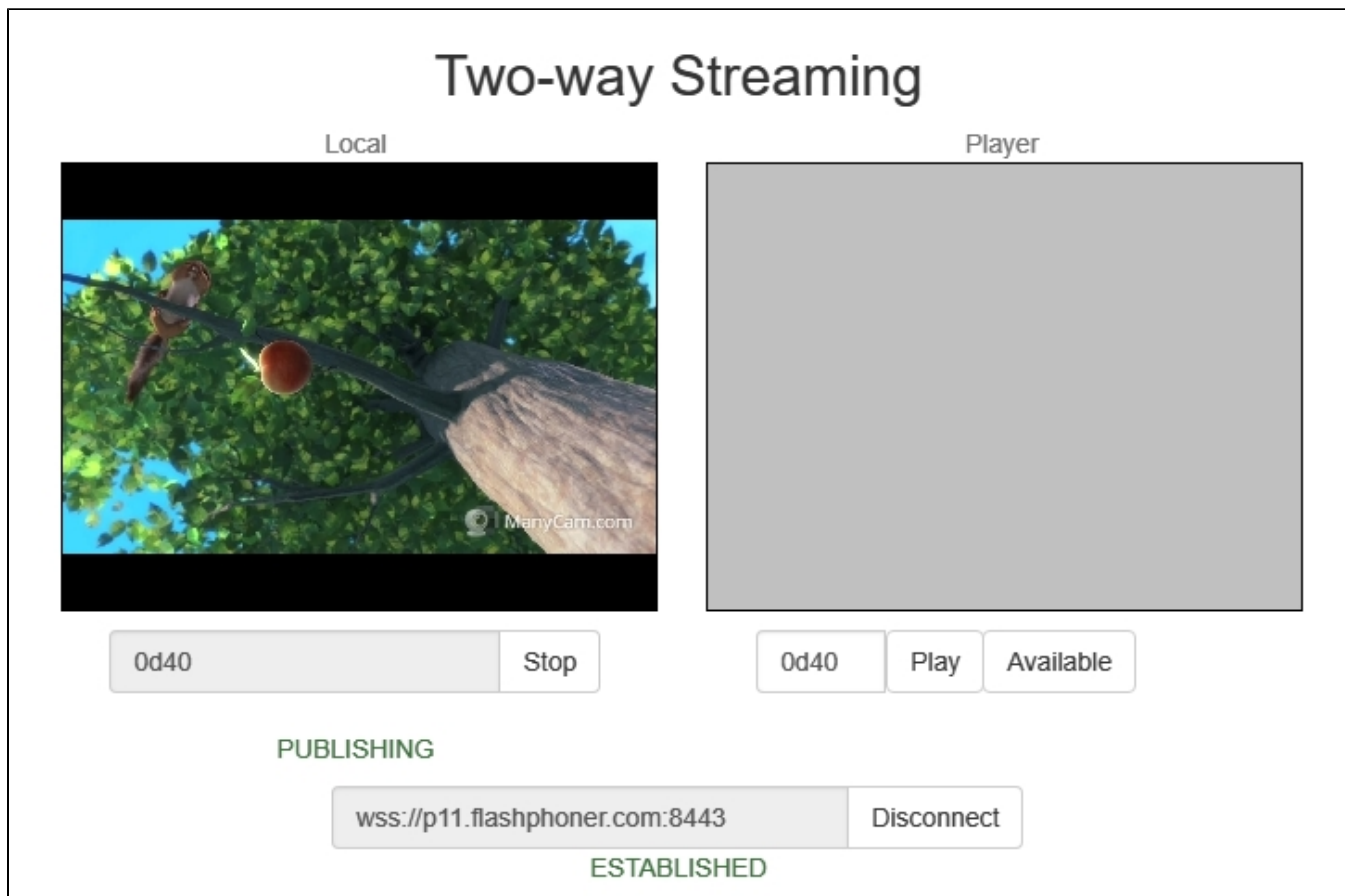 Two-way Streaming
Local
Player
ManyCam.com
0d40
Stop
0d40
Play
Available
PUBLISHING
wss://p11.flashphoner.com:8443
Disconnect
ESTABLISHED